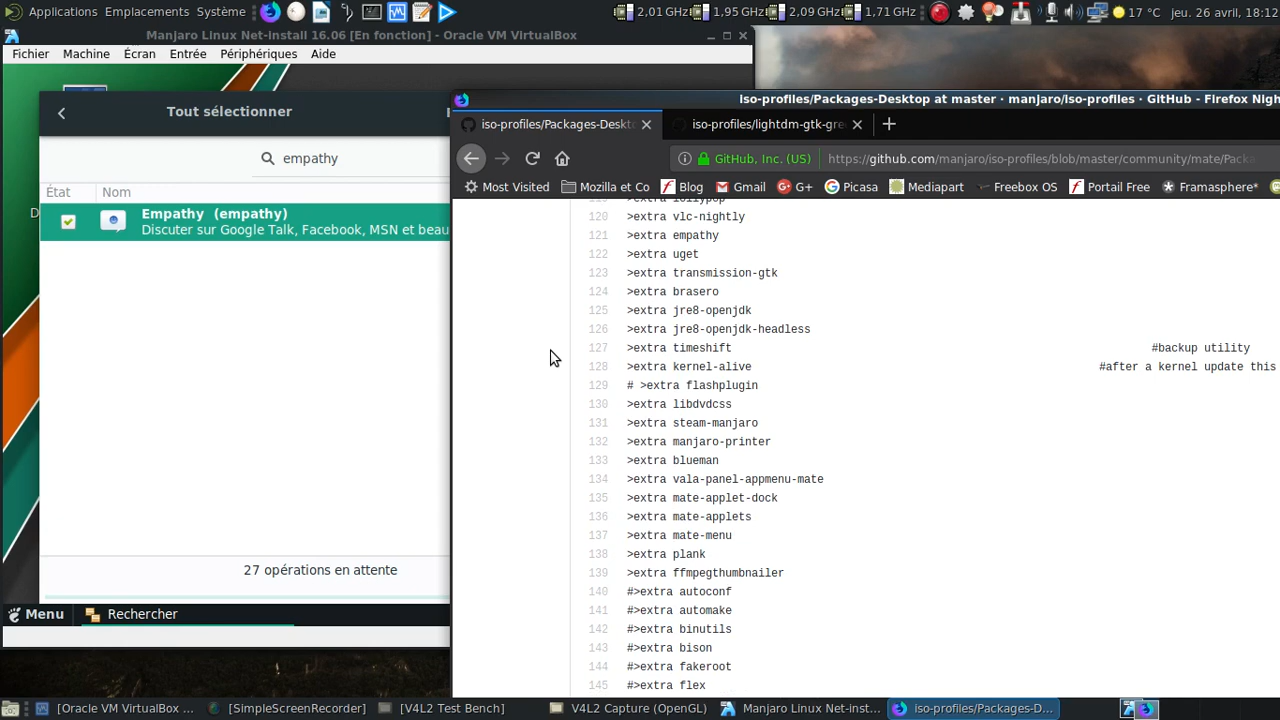 Applications Emplacements Système 2,01 GHz 1,95 GHz 2,09 GHz 1,71 GHz 17 °C jeu. 26 avril, 18:12
Manjaro Linux Net-Install 16.06 [En fonction] - Oracle VM VirtualBox
Fichier Machine Écran Entrée Périphériques Aide
Tout sélectionner
empathy
État Nom
Empathy (empathy)
Discuter sur Google Talk, Facebook, MSN et beau
27 opérations en attente
Menu Rechercher
iso-profiles/Packages-Desktop at master · manjaro/iso-profiles · GitHub - Firefox Nigh
iso-profiles/Packages-Deskto iso-profiles/lightdm-gtk-gre
GitHub, Inc. (US) https://github.com/manjaro/iso-profiles/blob/master/community/mate/Packa
Most Visited Mozilla et Co Blog Gmail G+ Picasa Mediapart Freebox OS Portail Free Framasphère*
119 >extra lollypop
120 >extra vlc-nightly
121 >extra empathy
122 >extra uget
123 >extra transmission-gtk
124 >extra brasero
125 >extra jre8-openjdk
126 >extra jre8-openjdk-headless
127 >extra timeshift #backup utility
128 >extra kernel-alive #after a kernel update this
129 # >extra flashplugin
130 >extra libdvdcss
131 >extra steam-manjaro
132 >extra manjaro-printer
133 >extra blueman
134 >extra vala-panel-appmenu-mate
135 >extra mate-applet-dock
136 >extra mate-applets
137 >extra mate-menu
138 >extra plank
139 >extra ffmpegthumbnailer
140 #>extra autoconf
141 #>extra automake
142 #>extra binutils
143 #>extra bison
144 #>extra fakeroot
145 #>extra flex
[Oracle VM VirtualBox ... [SimpleScreenRecorder] [V4L2 Test Bench] V4L2 Capture (OpenGL) Manjaro Linux Net-inst... iso-profiles/Packages-D...